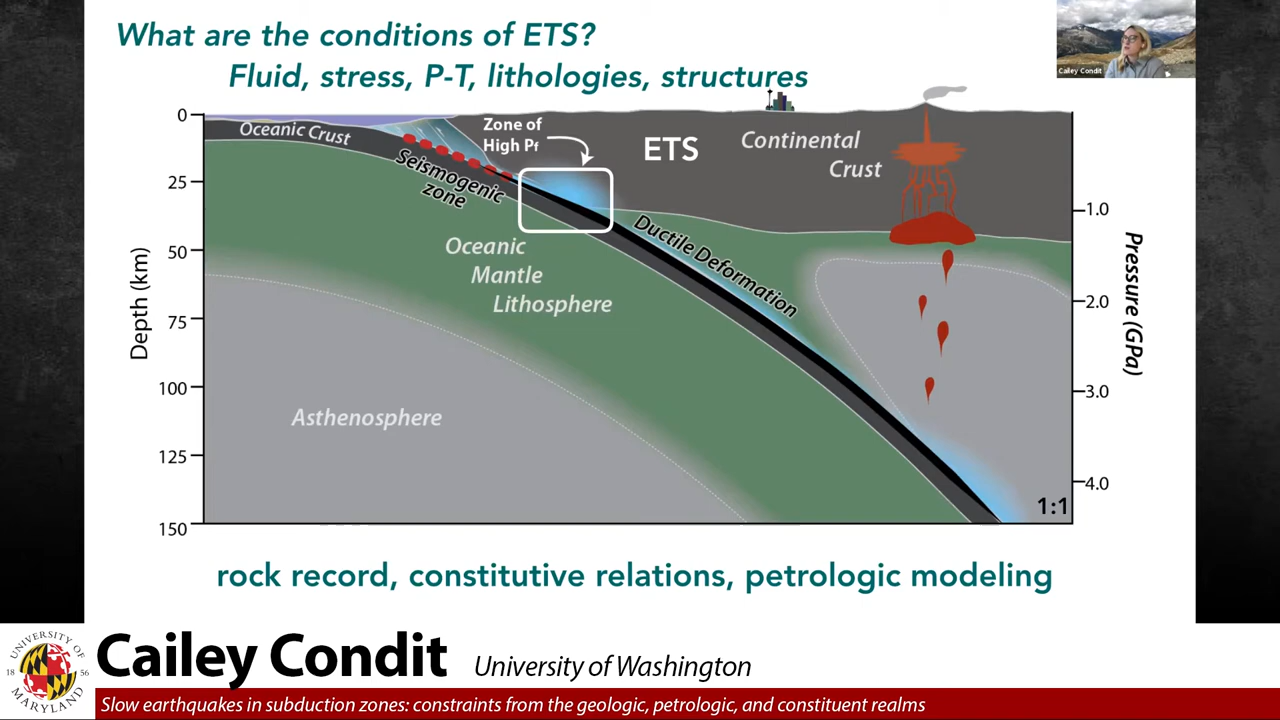 What are the conditions of ETS?
Fluid, stress, P-T, lithologies, structures
Cailey Condit
0
25
50
75
100
125
150
Depth (km)
Oceanic Crust
Seismogenic
zone
Zone of
High Pf
ETS
Continental
Crust
Oceanic
Mantle
Lithosphere
Ductile Deformation
Asthenosphere
1.0
2.0
3.0
4.0
Pressure (GPa)
1:1
rock record, constitutive relations, petrologic modeling
UNIVERSITY OF
18 56
MARYLAND
Cailey Condit University of Washington
Slow earthquakes in subduction zones: constraints from the geologic, petrologic, and constituent realms